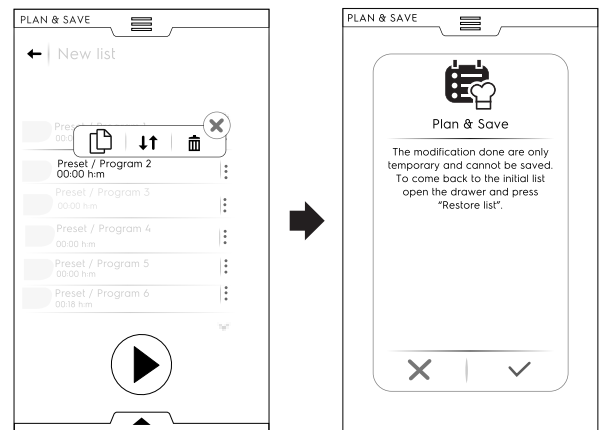 PLAN & SAVE
New list
Preset / Program 2
00:00 h:m
Preset / Program 3
00:00 h:m
Preset / Program 4
00:00 h:m
Preset / Program 5
00:00 h:m
Preset / Program 6
00:16 h:m
PLAN & SAVE
Plan & Save
The modification done are only
temporary and cannot be saved.
To come back to the initial list
open the drawer and press
“Restore list”.